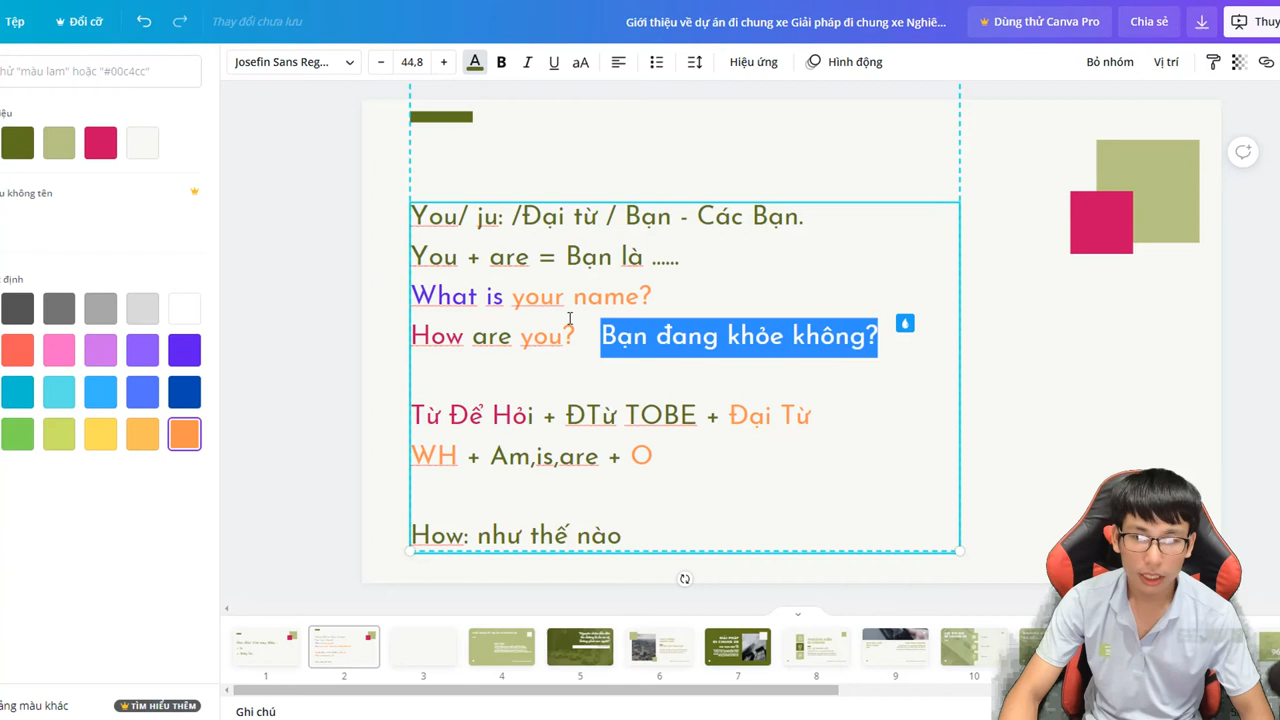 Tệp
Đổi cỡ
Thay đổi chưa lưu
Giới thiệu về dự án đi chung xe Giải pháp đi chung xe Nghiê...
Dùng thử Canva Pro
Chia sẻ
Thuy
hử "màu lam" hoặc "#00c4cc"
Josefin Sans Reg...
44,8
A
B
I
U
aA
Hiệu ứng
Hình động
Bỏ nhóm
Vị trí
iệu
u không tên
c định
You/ ju: /Đại từ / Bạn - Các Bạn.
You + are = Bạn là ......
What is your name?
How are you? Bạn đang khỏe không?
Từ Để Hỏi + ĐTừ TOBE + Đại Từ
WH + Am,is,are + O
How: như thế nào
1
2
3
4
5
6
7
8
9
10
ảng màu khác
TÌM HIỂU THÊM
Ghi chú